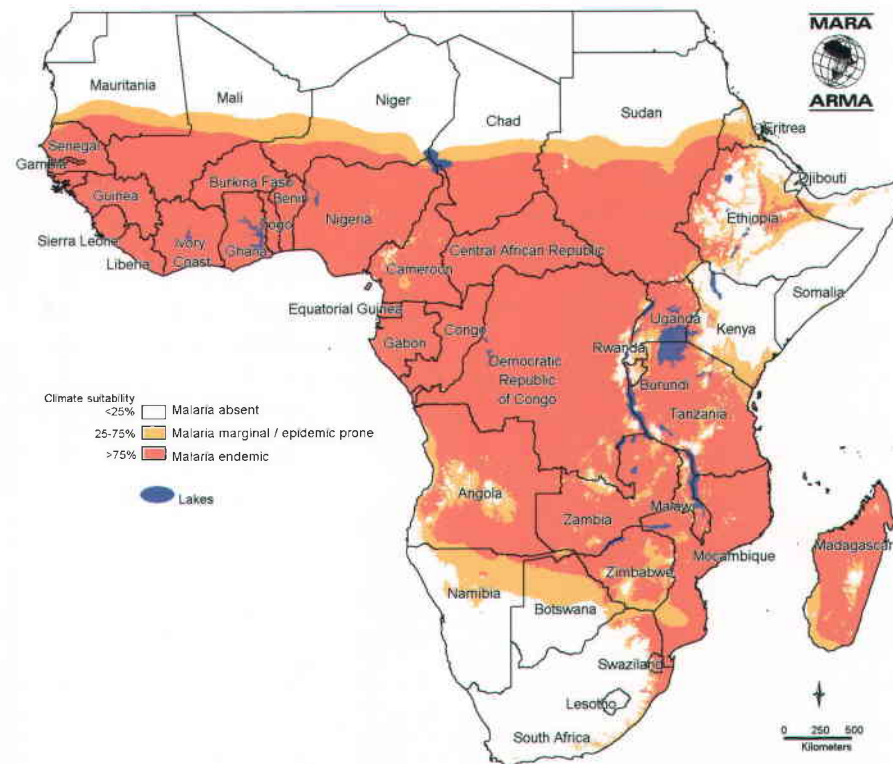 MARA
ARMA
Mauritania
Mali
Niger
Chad
Sudan
Eritrea
Senegal
Gambia
Djibouti
Guinea
Burkina Faso
Benin
Togo
Nigeria
Ethiopia
Sierra Leone
Ivory
Coast
Ghana
Central African Republic
Liberia
Cameroon
Somalia
Equatorial Guinea
Uganda
Kenya
Gabon
Congo
Rwanda
Democratic
Republic
of Congo
Burundi
Tanzania
Climate suitability
<25% Malaria absent
25-75% Malaria marginal / epidemic prone
>75% Malaria endemic
Lakes
Angola
Zambia
Malawi
Moçambique
Madagascar
Zimbabwe
Namibia
Botswana
Swaziland
Lesotho
South Africa
0 250 500
Kilometers